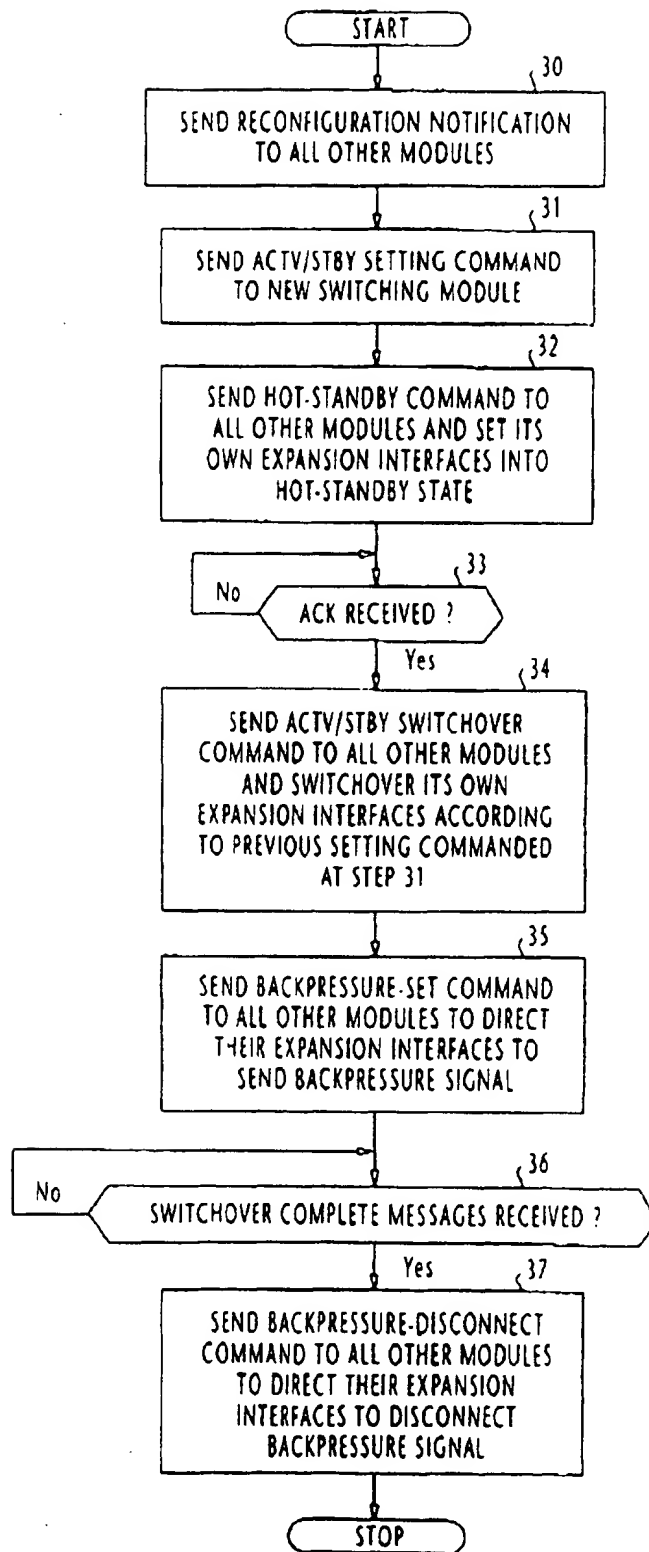 START
30
SEND RECONFIGURATION NOTIFICATION
TO ALL OTHER MODULES
31
SEND ACTV/STBY SETTING COMMAND
TO NEW SWITCHING MODULE
32
SEND HOT-STANDBY COMMAND TO
ALL OTHER MODULES AND SET ITS
OWN EXPANSION INTERFACES INTO
HOT-STANDBY STATE
33
No
ACK RECEIVED ?
Yes
34
SEND ACTV/STBY SWITCHOVER
COMMAND TO ALL OTHER MODULES
AND SWITCHOVER ITS OWN
EXPANSION INTERFACES ACCORDING
TO PREVIOUS SETTING COMMANDED
AT STEP 31
35
SEND BACKPRESSURE-SET COMMAND
TO ALL OTHER MODULES TO DIRECT
THEIR EXPANSION INTERFACES TO
SEND BACKPRESSURE SIGNAL
36
No
SWITCHOVER COMPLETE MESSAGES RECEIVED ?
Yes
37
SEND BACKPRESSURE-DISCONNECT
COMMAND TO ALL OTHER MODULES
TO DIRECT THEIR EXPANSION
INTERFACES TO DISCONNECT
BACKPRESSURE SIGNAL
STOP